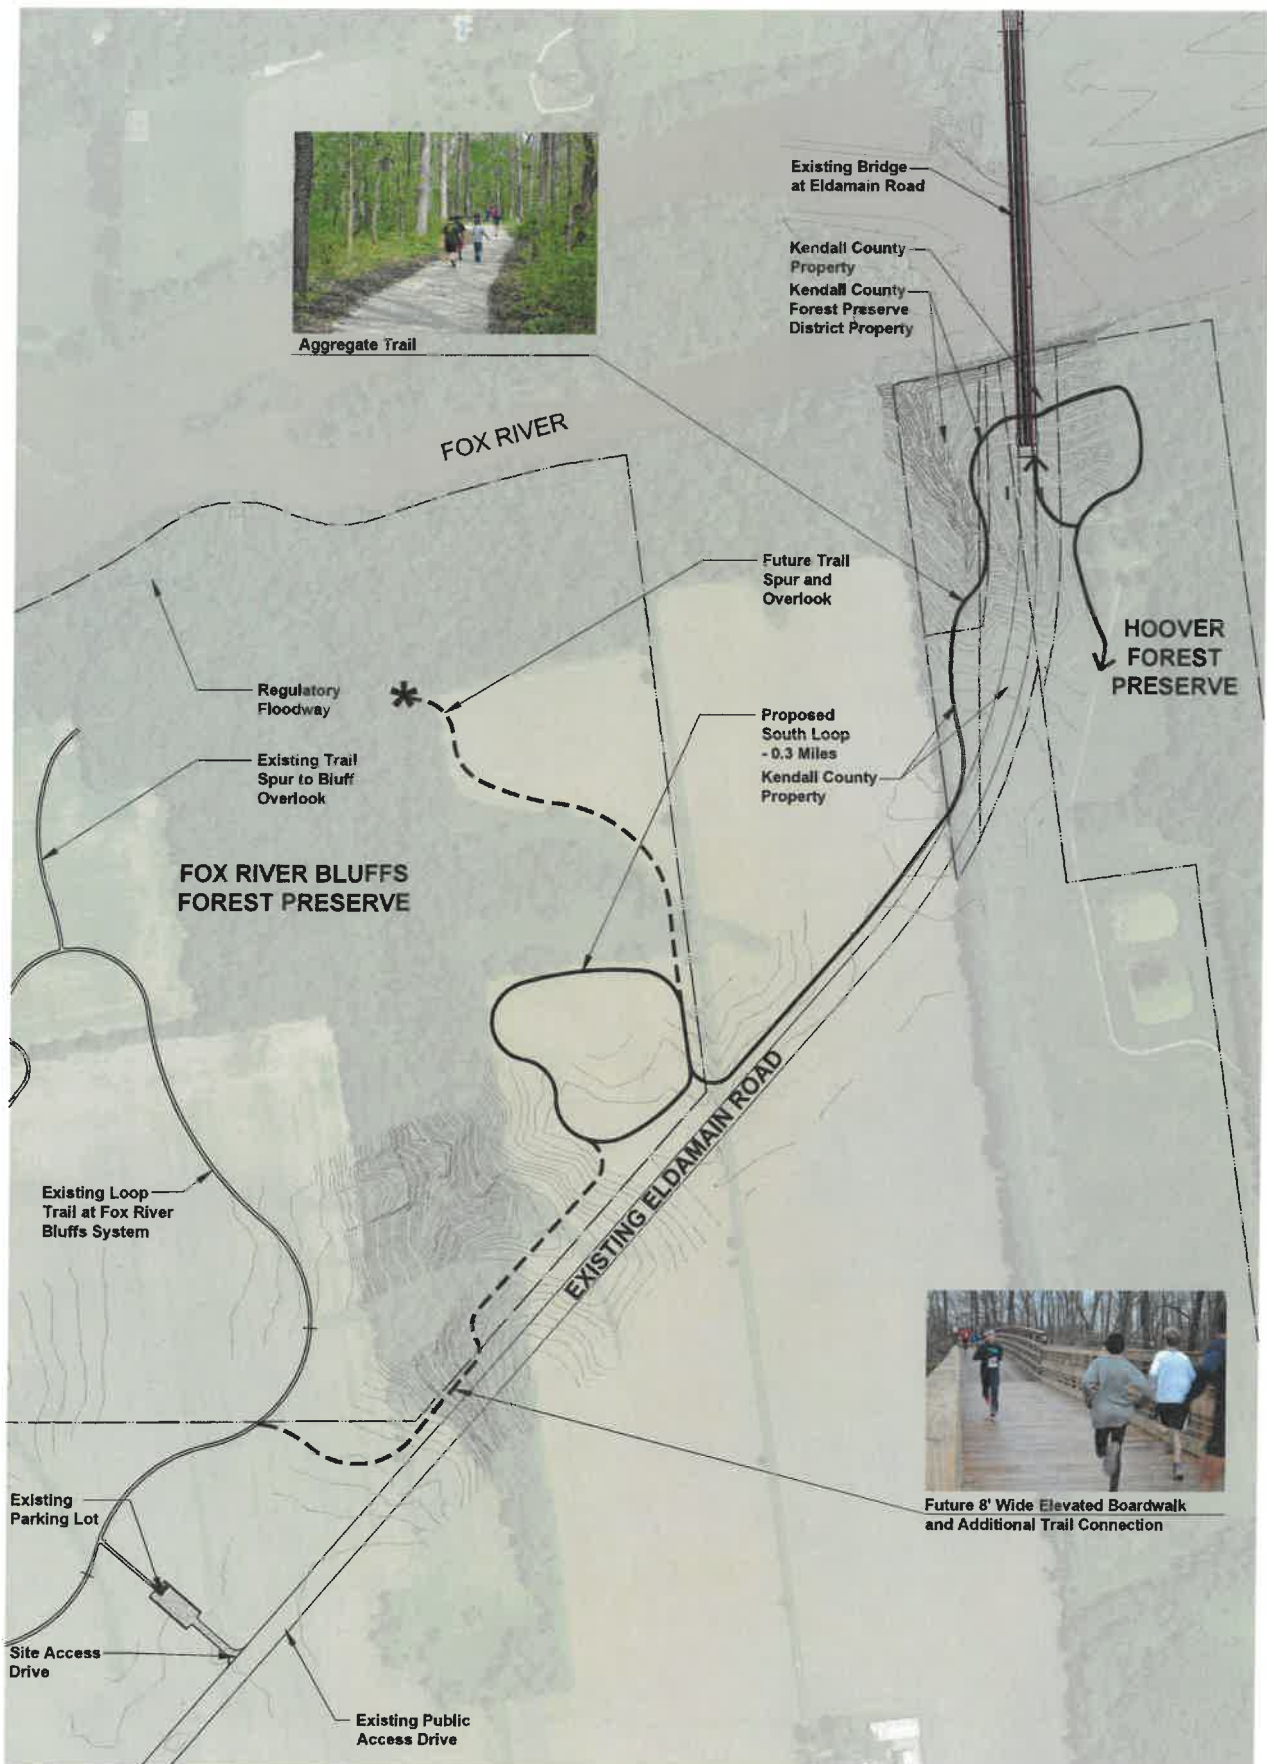 Existing Bridge
at Eldamain Road
Kendall County
Property
Kendall County
Forest Preserve
District Property
Aggregate Trail
FOX RIVER
Future Trail
Spur and
Overlook
HOOVER
FOREST
PRESERVE
Regulatory
Floodway
Proposed
South Loop
- 0.3 Miles
Kendall County
Property
Existing Trail
Spur to Bluff
Overlook
FOX RIVER BLUFFS
FOREST PRESERVE
EXISTING ELDAMAIN ROAD
Existing Loop
Trail at Fox River
Bluffs System
Existing
Parking Lot
Future 8' Wide Elevated Boardwalk
and Additional Trail Connection
Site Access
Drive
Existing Public
Access Drive